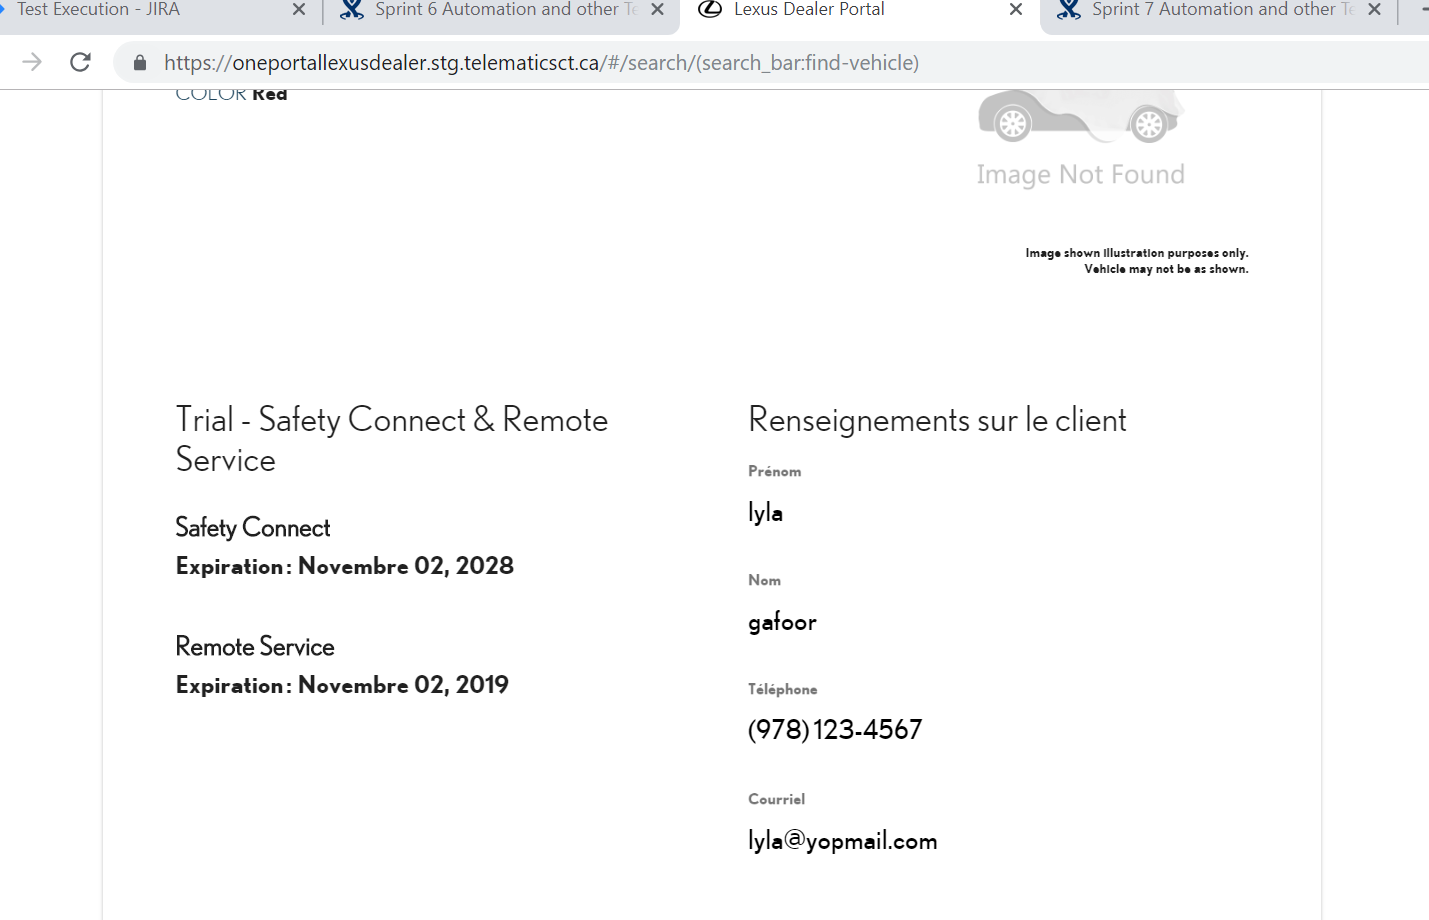 Test Execution - JIRA
Sprint 6 Automation and other Te
Lexus Dealer Portal
Sprint 7 Automation and other Te
https://oneportallexusdealer.stg.telematicsct.ca/#/search/(search_bar:find-vehicle)
COLOR Red
Image Not Found
Image shown illustration purposes only.
Vehicle may not be as shown.
Trial - Safety Connect & Remote
Service
Safety Connect
Expiration : Novembre 02, 2028
Remote Service
Expiration : Novembre 02, 2019
Renseignements sur le client
Prénom
lyla
Nom
gafoor
Téléphone
(978) 123-4567
Courriel
lyla@yopmail.com